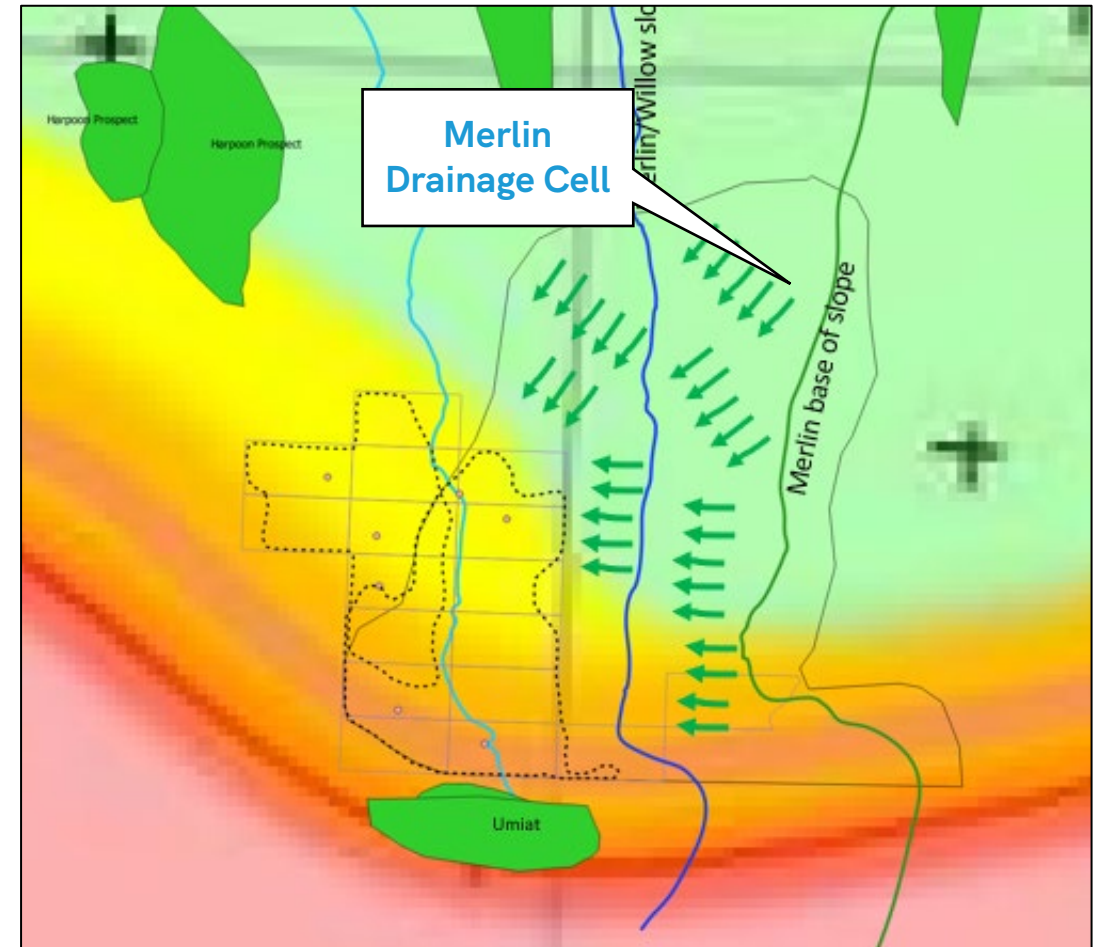 Harpoon Prospect
Harpoon Prospect
Merlin
Drainage Cell
erlin/Willow slo
Merlin base of slope
Umiat